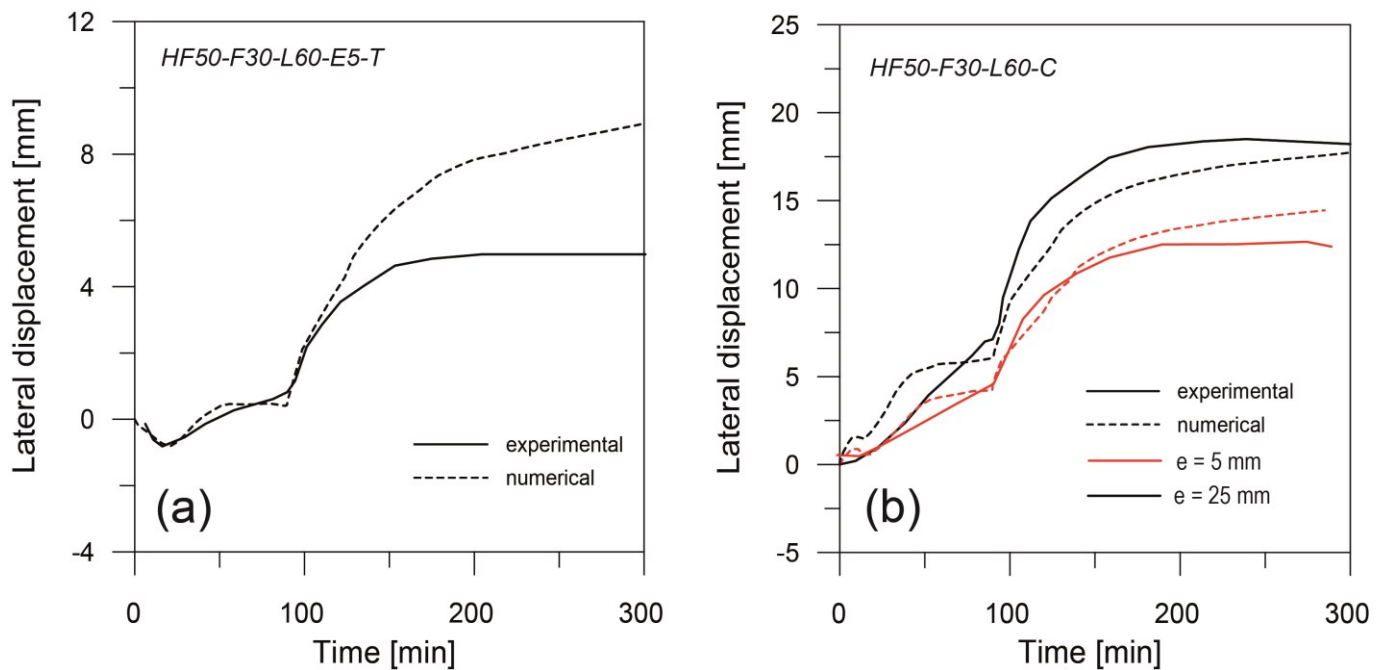 12
8
4
0
-4
Lateral displacement [mm]
HF50-F30-L60-E5-T
experimental
numerical
(a)
0
100
200
300
Time [min]
25
20
15
10
5
0
-5
Lateral displacement [mm]
HF50-F30-L60-C
experimental
numerical
e = 5 mm
e = 25 mm
(b)
0
100
200
300
Time [min]